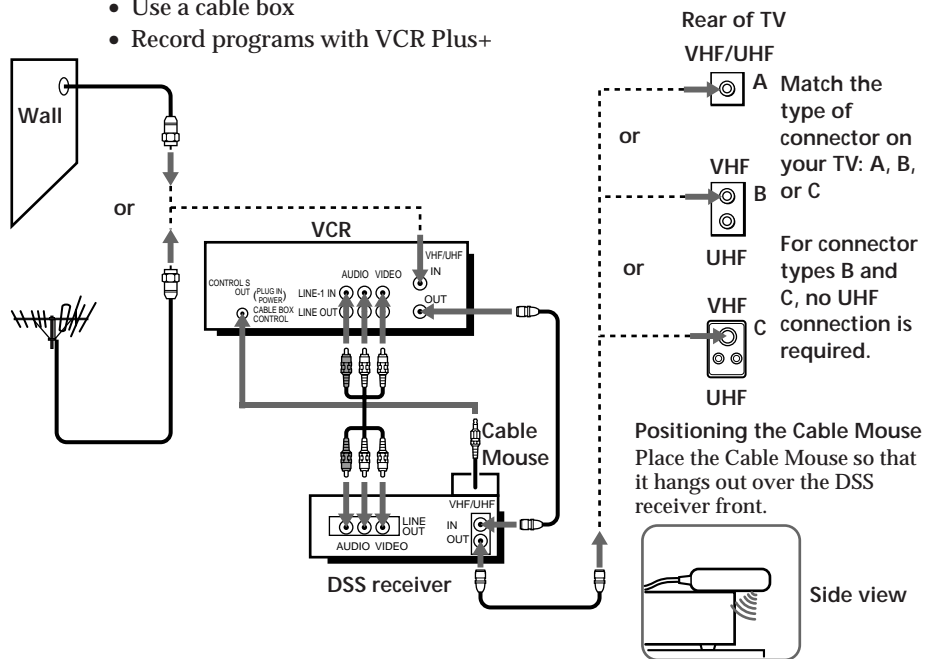 • Use a cable box
• Record programs with VCR Plus+
Rear of TV
VHF/UHF
A
Match the
type of
connector on
your TV: A, B,
or C
Wall
or
or
VHF
B
UHF
For connector
types B and
C, no UHF
connection is
required.
or
VHF
C
UHF
VCR
CONTROL S
OUT
(PLUG IN
POWER)
CABLE BOX
CONTROL
AUDIO VIDEO
LINE-1 IN
LINE OUT
VHF/UHF
IN
OUT
Cable
Mouse
VHF/UHF
IN
OUT
LINE
OUT
AUDIO VIDEO
DSS receiver
Positioning the Cable Mouse
Place the Cable Mouse so that
it hangs out over the DSS
receiver front.
Side view